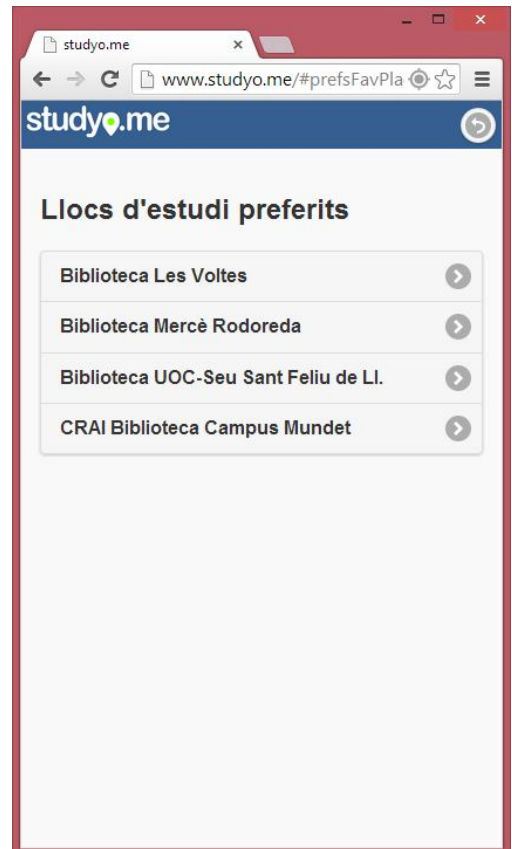 studyo.me
www.studyo.me/#prefsFavPla
studyo.me
Llocs d'estudi preferits
Biblioteca Les Voltes
Biblioteca Mercè Rodoreda
Biblioteca UOC-Seu Sant Feliu de Ll.
CRAI Biblioteca Campus Mundet